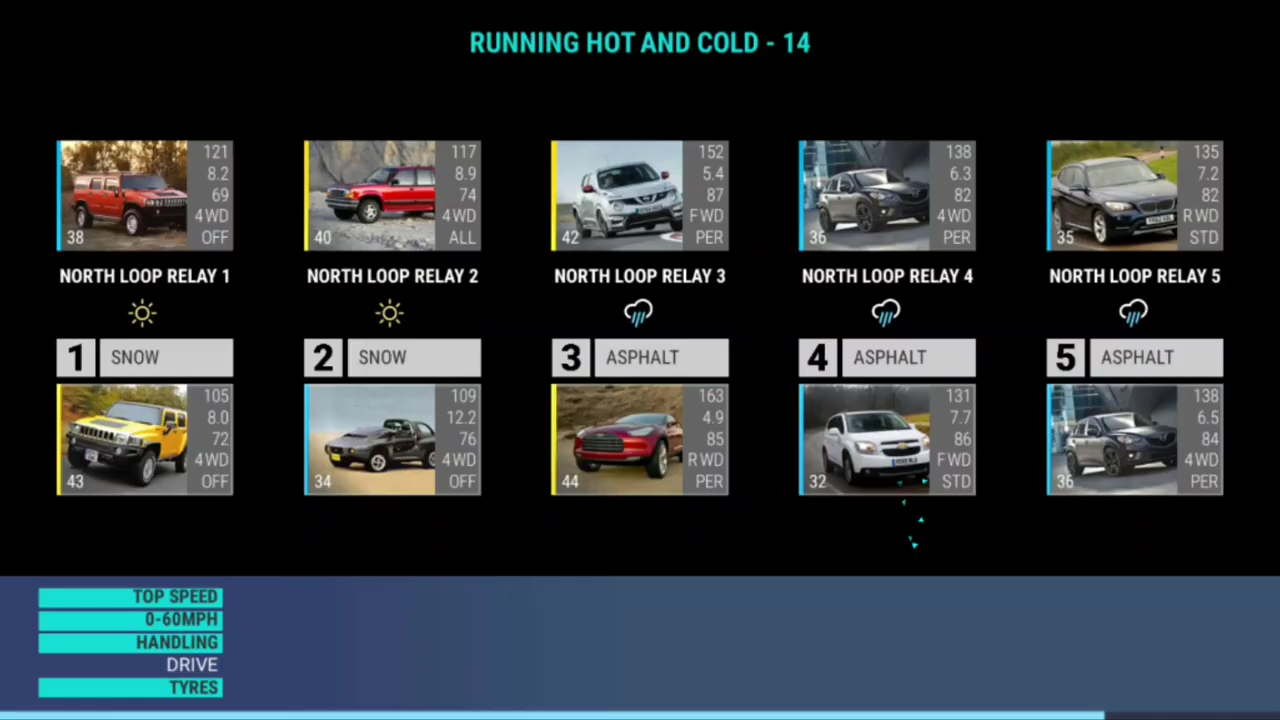 RUNNING HOT AND COLD - 14
121
8.2
69
4WD
38 OFF
117
8.9
74
4WD
40 ALL
152
5.4
87
FWD
42 PER
138
6.3
82
4WD
36 PER
135
7.2
82
RWD
35 STD
NORTH LOOP RELAY 1
NORTH LOOP RELAY 2
NORTH LOOP RELAY 3
NORTH LOOP RELAY 4
NORTH LOOP RELAY 5
1 SNOW
2 SNOW
3 ASPHALT
4 ASPHALT
5 ASPHALT
105
8.0
72
4WD
43 OFF
109
12.2
76
4WD
34 OFF
163
4.9
85
RWD
44 PER
131
7.7
86
FWD
32 STD
138
6.5
84
4WD
36 PER
TOP SPEED
0-60MPH
HANDLING
DRIVE
TYRES